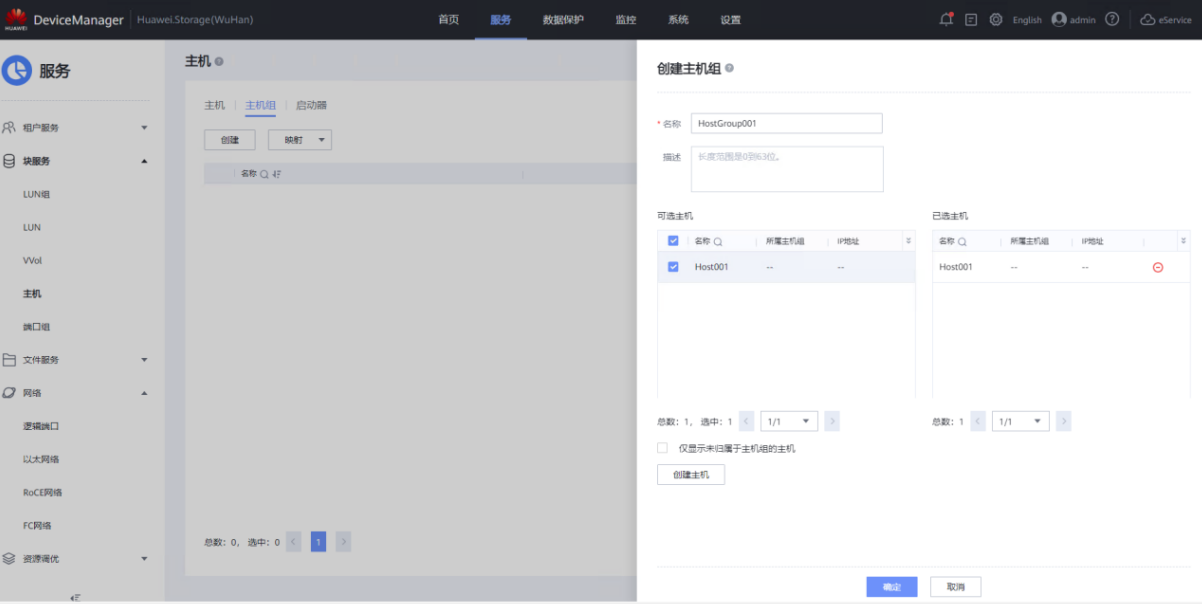 HUAWEI DeviceManager Huawei.Storage(WuHan) 首页 服务 数据保护 监控 系统 设置 English admin eService
服务
租户服务
块服务
LUN组
LUN
VVol
主机
端口组
文件服务
网络
逻辑端口
以太网络
RoCE网络
FC网络
资源调优
主机
主机 主机组 启动器
创建 映射
名称
总数: 0, 选中: 0 1
创建主机组
* 名称 HostGroup001
描述 长度范围是0到63位。
可选主机
名称 所属主机组 IP地址
Host001 -- --
总数: 1, 选中: 1 1/1
仅显示未归属于主机组的主机
创建主机
已选主机
名称 所属主机组 IP地址
Host001 -- --
总数: 1 1/1
确定 取消